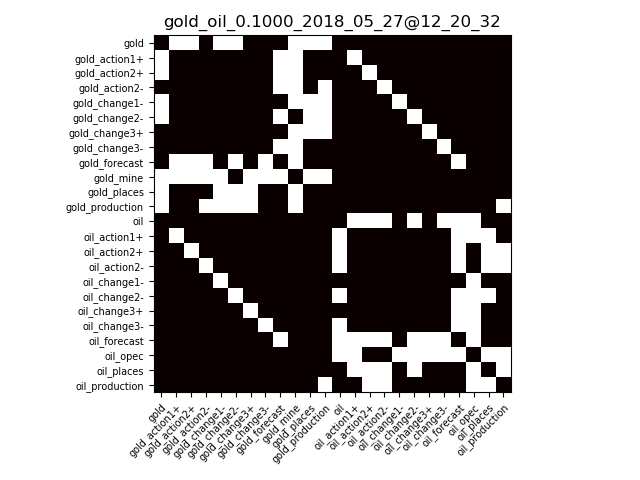 gold_oil_0.1000_2018_05_27@12_20_32
gold
gold_action1+
gold_action2+
gold_action2-
gold_change1-
gold_change2-
gold_change3+
gold_change3-
gold_forecast
gold_mine
gold_places
gold_production
oil
oil_action1+
oil_action2+
oil_action2-
oil_change1-
oil_change2-
oil_change3+
oil_change3-
oil_forecast
oil_opec
oil_places
oil_production
gold
gold_action1+
gold_action2+
gold_action2-
gold_change1-
gold_change2-
gold_change3+
gold_change3-
gold_forecast
gold_mine
gold_places
gold_production
oil
oil_action1+
oil_action2+
oil_action2-
oil_change1-
oil_change2-
oil_change3+
oil_change3-
oil_forecast
oil_opec
oil_places
oil_production